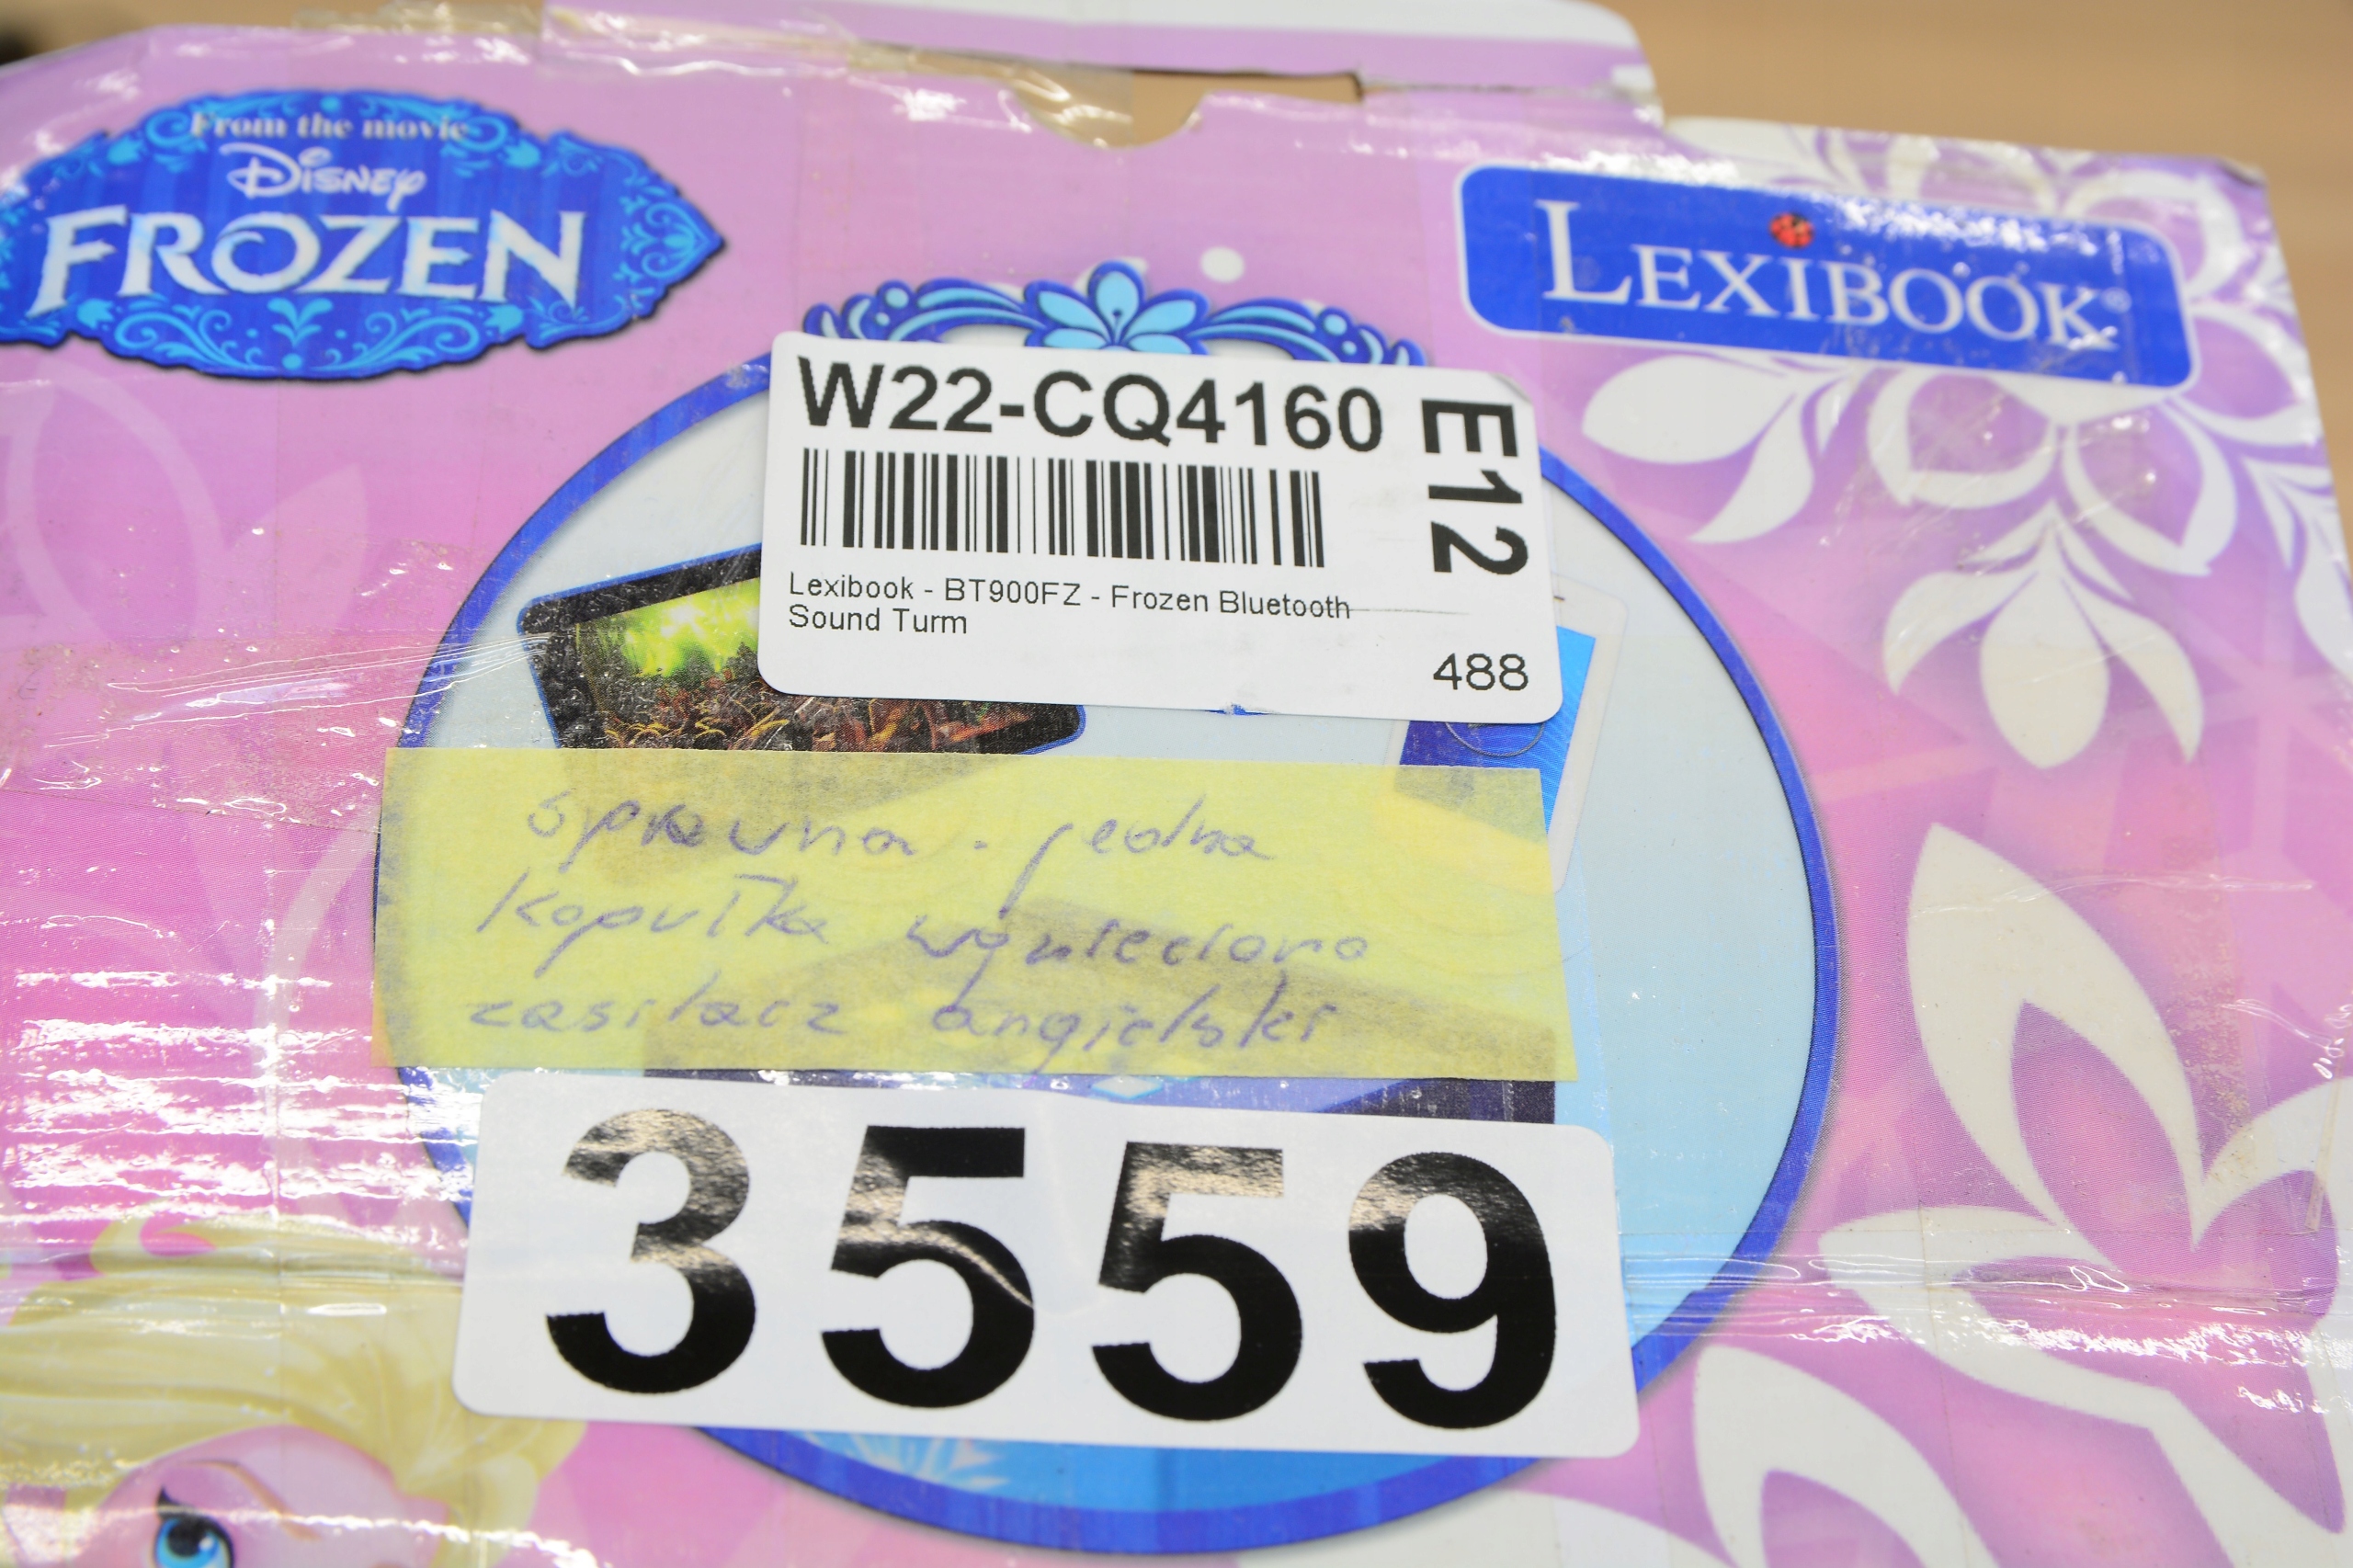 From the movie
Disney
FROZEN
LEXIBOOK®
W22-CQ4160
E12
Lexibook - BT900FZ - Frozen Bluetooth
Sound Turm
488
sprawna. jedna
kopułka wgnieciona
zasilacz angielski
3559